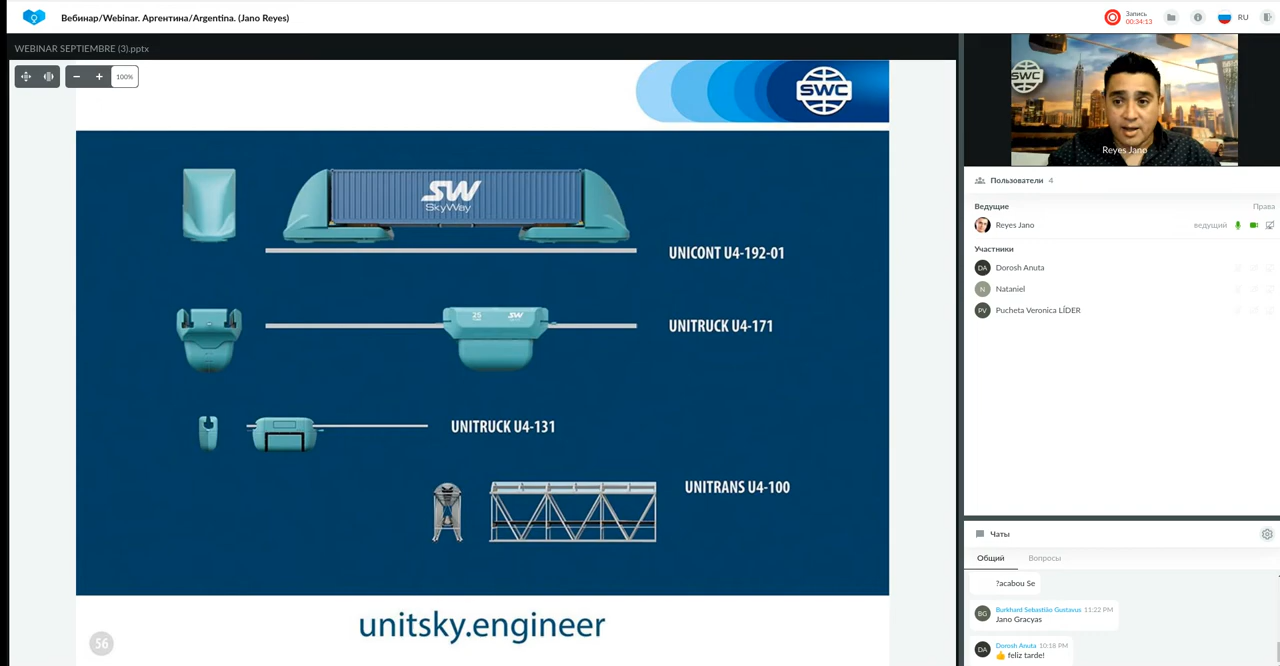 Вебинар/Webinar. Аргентина/Argentina. (Jano Reyes)
Запись
00:34:13
RU
WEBINAR SEPTIEMBRE (3).pptx
100%
SWC
SW
SkyWay
UNICONT U4-192-01
25
SW
UNITRUCK U4-171
UNITRUCK U4-131
UNITRANS U4-100
unitsky.engineer
56
SWC
Reyes Jano
Пользователи 4
Ведущие Права
Reyes Jano ведущий
Участники
DA Dorosh Anuta
N Nataniel
PV Pucheta Veronica LÍDER
Чаты
Общий Вопросы
?acabou Se
BG Burkhard Sebastião Gustavus 11:22 PM
Jano Gracyas
DA Dorosh Anuta 10:18 PM
👍 feliz tarde!